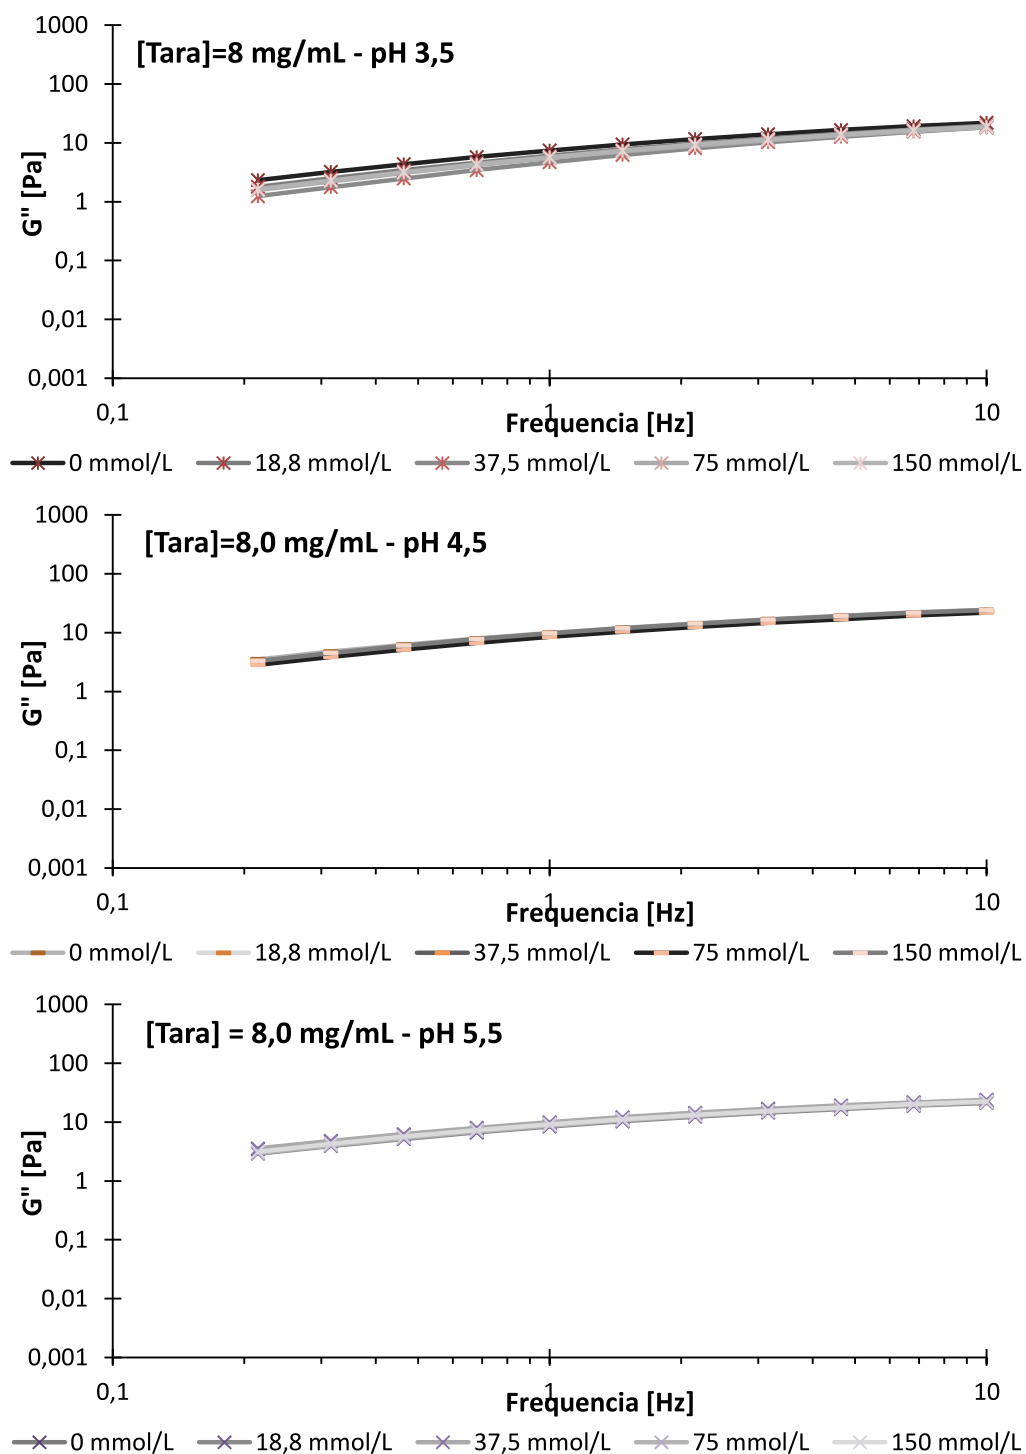 [Tara]=8 mg/mL - pH 3,5
1000
100
10
1
0,1
0,01
0,001
G" [Pa]
0,1
1
10
Frequencia [Hz]
0 mmol/L 18,8 mmol/L 37,5 mmol/L 75 mmol/L 150 mmol/L
[Tara]=8,0 mg/mL - pH 4,5
1000
100
10
1
0,1
0,01
0,001
G" [Pa]
0,1
1
10
Frequencia [Hz]
0 mmol/L 18,8 mmol/L 37,5 mmol/L 75 mmol/L 150 mmol/L
[Tara] = 8,0 mg/mL - pH 5,5
1000
100
10
1
0,1
0,01
0,001
G" [Pa]
0,1
1
10
Frequencia [Hz]
0 mmol/L 18,8 mmol/L 37,5 mmol/L 75 mmol/L 150 mmol/L